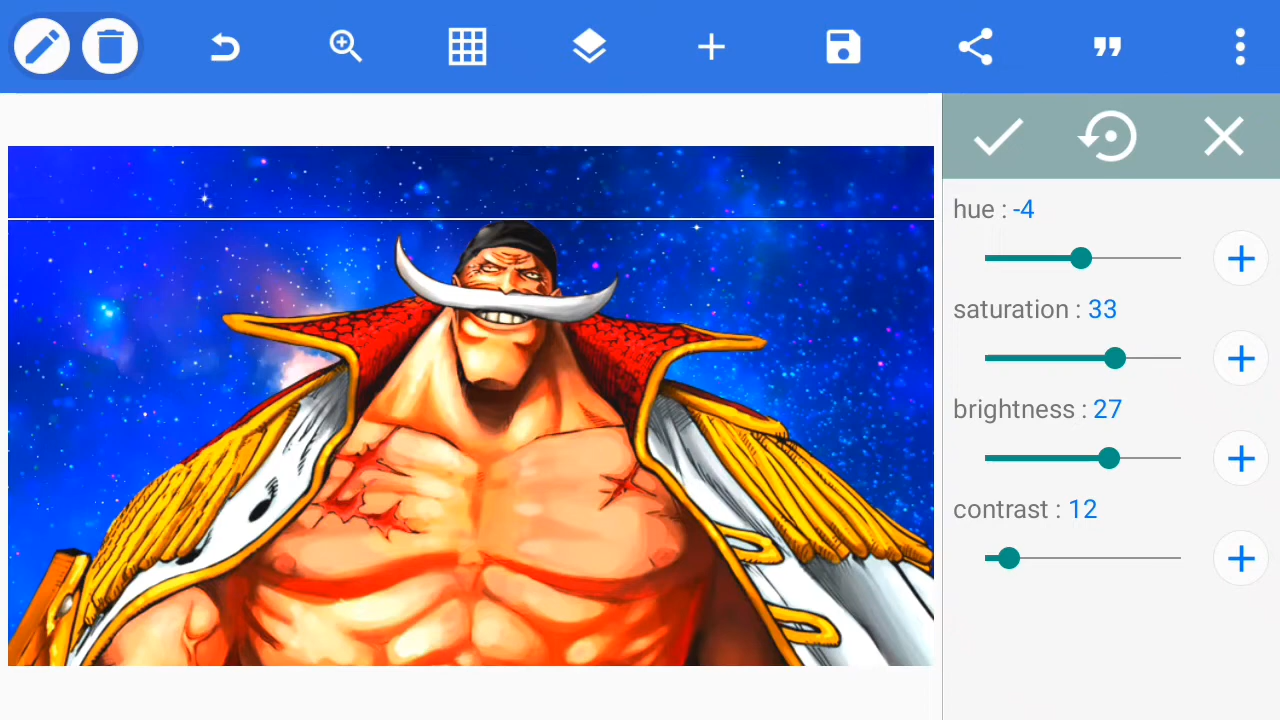 hue : -4
saturation : 33
brightness : 27
contrast : 12